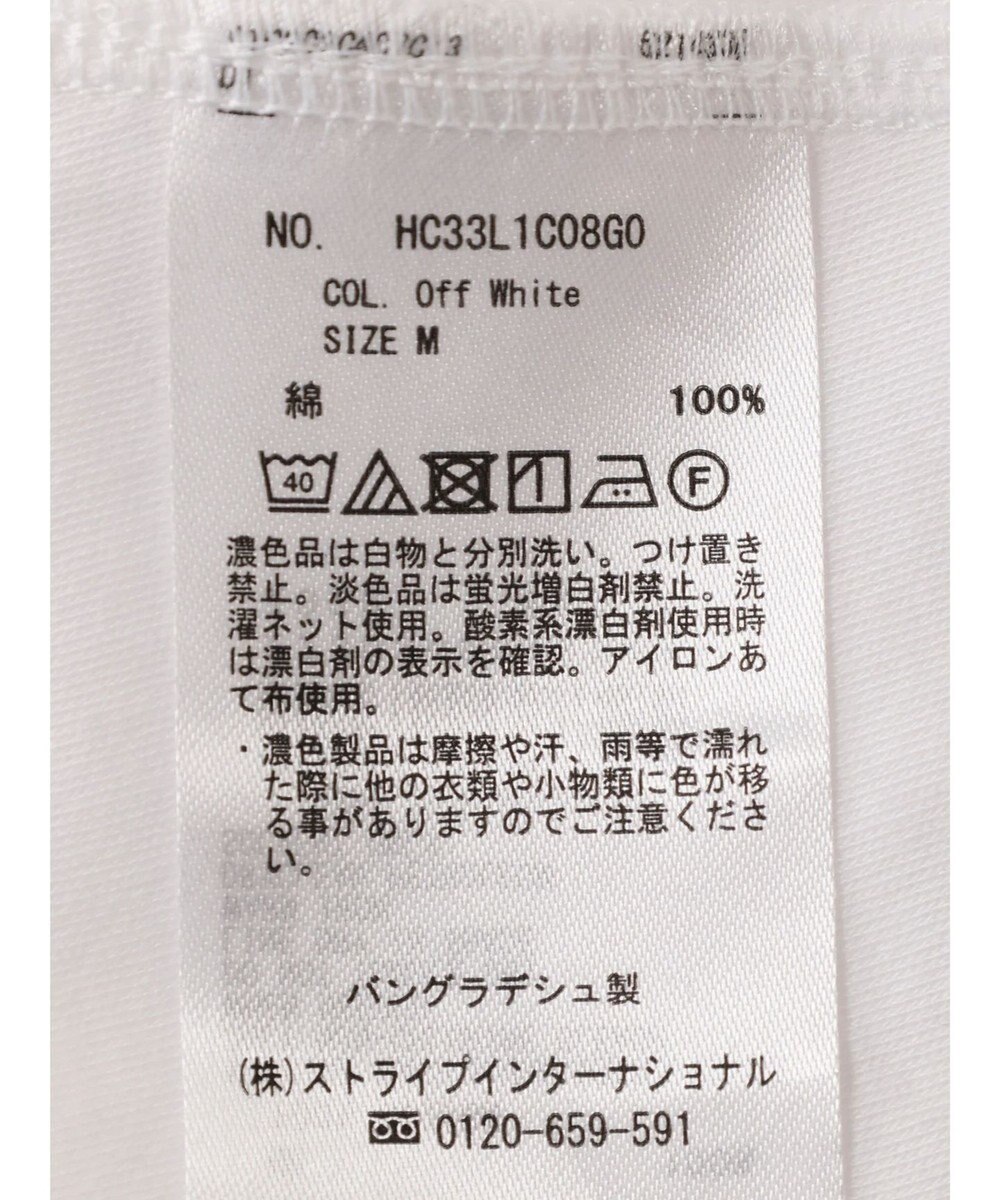 NO. HC33L1C08G0
COL. Off White
SIZE M
綿 100%
40
F
濃色品は白物と分別洗い。つけ置き
禁止。淡色品は蛍光増白剤禁止。洗
濯ネット使用。酸素系漂白剤使用時
は漂白剤の表示を確認。アイロンあ
て布使用。
・濃色製品は摩擦や汗、雨等で濡れ
た際に他の衣類や小物類に色が移
る事がありますのでご注意くださ
い。
バングラデシュ製
(株)ストライプインターナショナル
0120-659-591